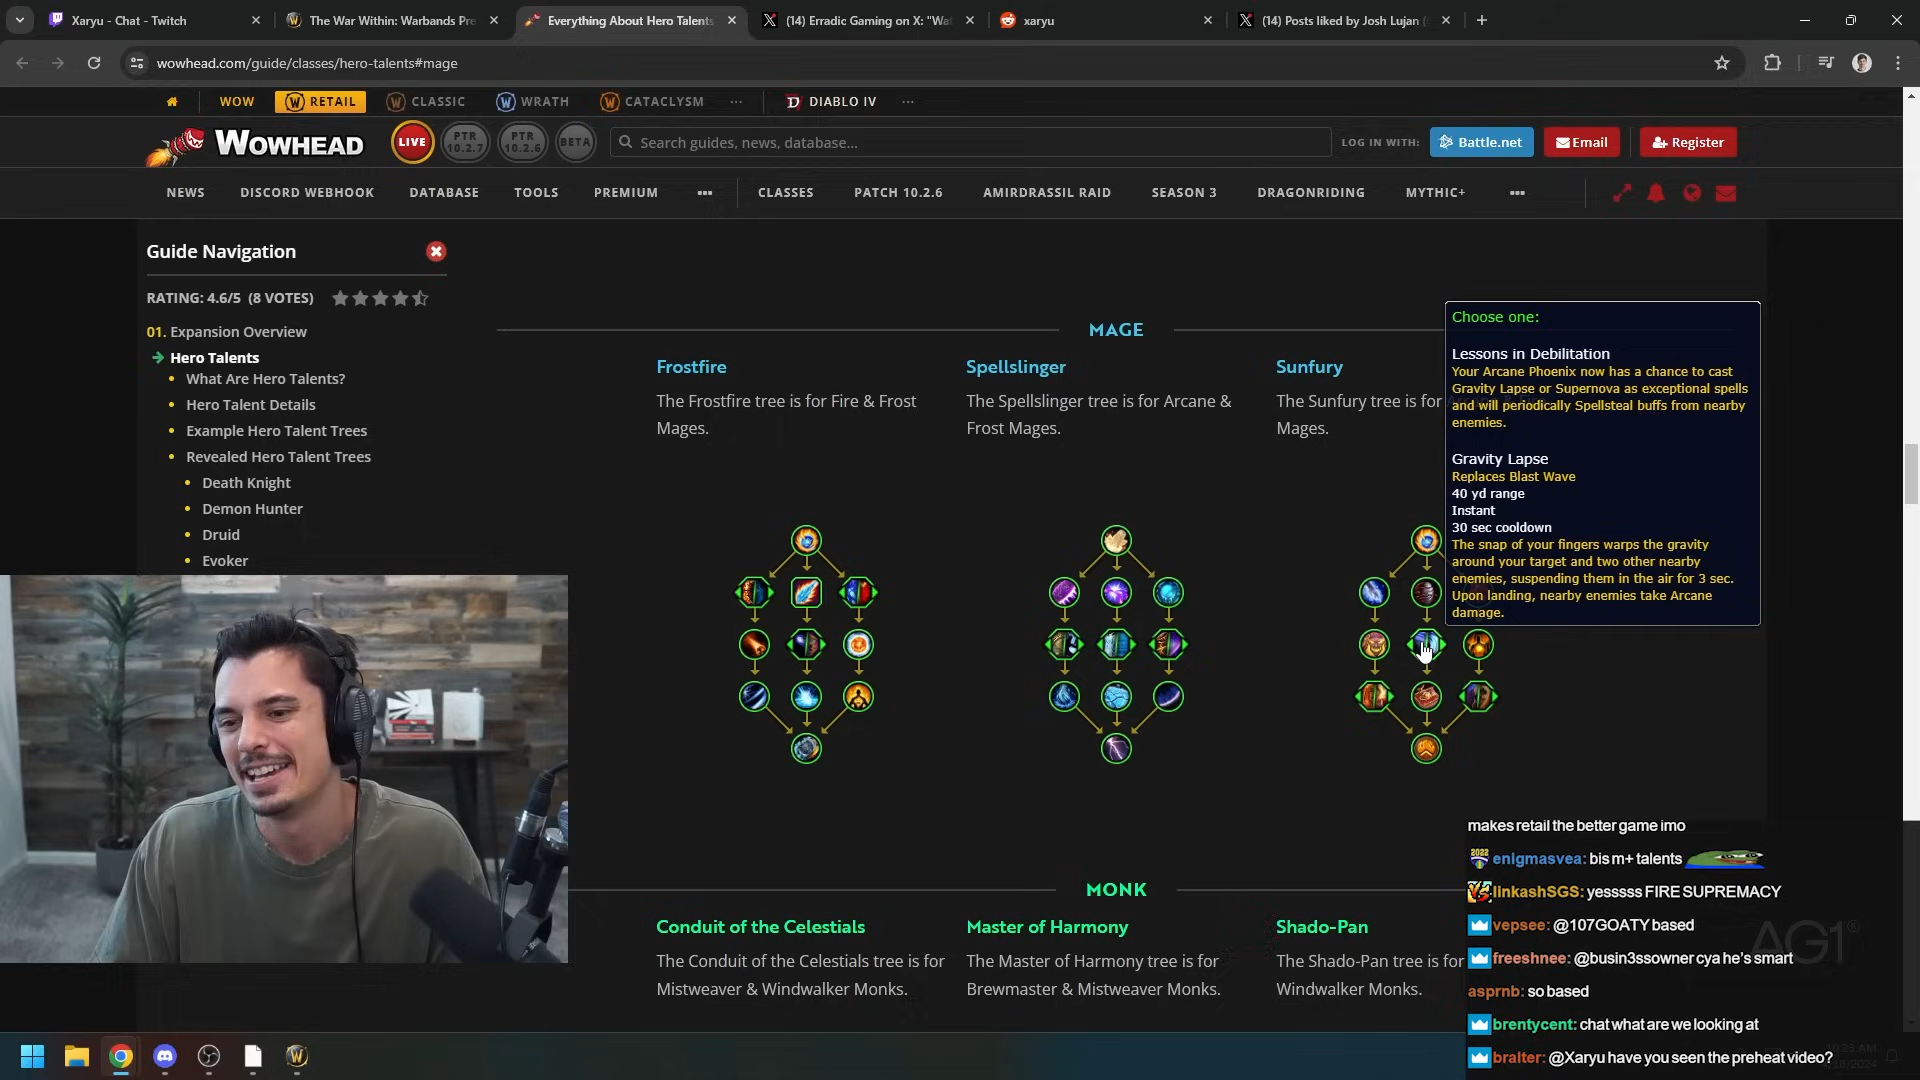 Xaryu - Chat - Twitch
The War Within: Warbands Pre
Everything About Hero Talents
(14) Erradic Gaming on X: "Wa
xaryu
(14) Posts liked by Josh Lujan (
wowhead.com/guide/classes/hero-talents#mage
WOW
RETAIL
CLASSIC
WRATH
CATACLYSM
DIABLO IV
WOWHEAD
LIVE
PTR 10.2.7
PTR 10.2.6
BETA
Search guides, news, database...
LOG IN WITH:
Battle.net
Email
Register
NEWS
DISCORD WEBHOOK
DATABASE
TOOLS
PREMIUM
CLASSES
PATCH 10.2.6
AMIRDRASSIL RAID
SEASON 3
DRAGONRIDING
MYTHIC+
Guide Navigation
RATING: 4.6/5 (8 VOTES)
01. Expansion Overview
Hero Talents
What Are Hero Talents?
Hero Talent Details
Example Hero Talent Trees
Revealed Hero Talent Trees
Death Knight
Demon Hunter
Druid
Evoker
MAGE
Frostfire
The Frostfire tree is for Fire & Frost
Mages.
Spellslinger
The Spellslinger tree is for Arcane &
Frost Mages.
Sunfury
The Sunfury tree is for
Mages.
Choose one:
Lessons in Debilitation
Your Arcane Phoenix now has a chance to cast
Gravity Lapse or Supernova as exceptional spells
and will periodically Spellsteal buffs from nearby
enemies.
Gravity Lapse
Replaces Blast Wave
40 yd range
Instant
30 sec cooldown
The snap of your fingers warps the gravity
around your target and two other nearby
enemies, suspending them in the air for 3 sec.
Upon landing, nearby enemies take Arcane
damage.
MONK
Conduit of the Celestials
The Conduit of the Celestials tree is for
Mistweaver & Windwalker Monks.
Master of Harmony
The Master of Harmony tree is for
Brewmaster & Mistweaver Monks.
Shado-Pan
The Shado-Pan tree is for
Windwalker Monks.
makes retail the better game imo
enigmasvea: bis m+ talents
linkashSGS: yesssss FIRE SUPREMACY
vepsee: @107GOATY based
freeshnee: @busin3ssowner cya he's smart
asprnb: so based
brentycent: chat what are we looking at
bralter: @Xaryu have you seen the preheat video?
AG1